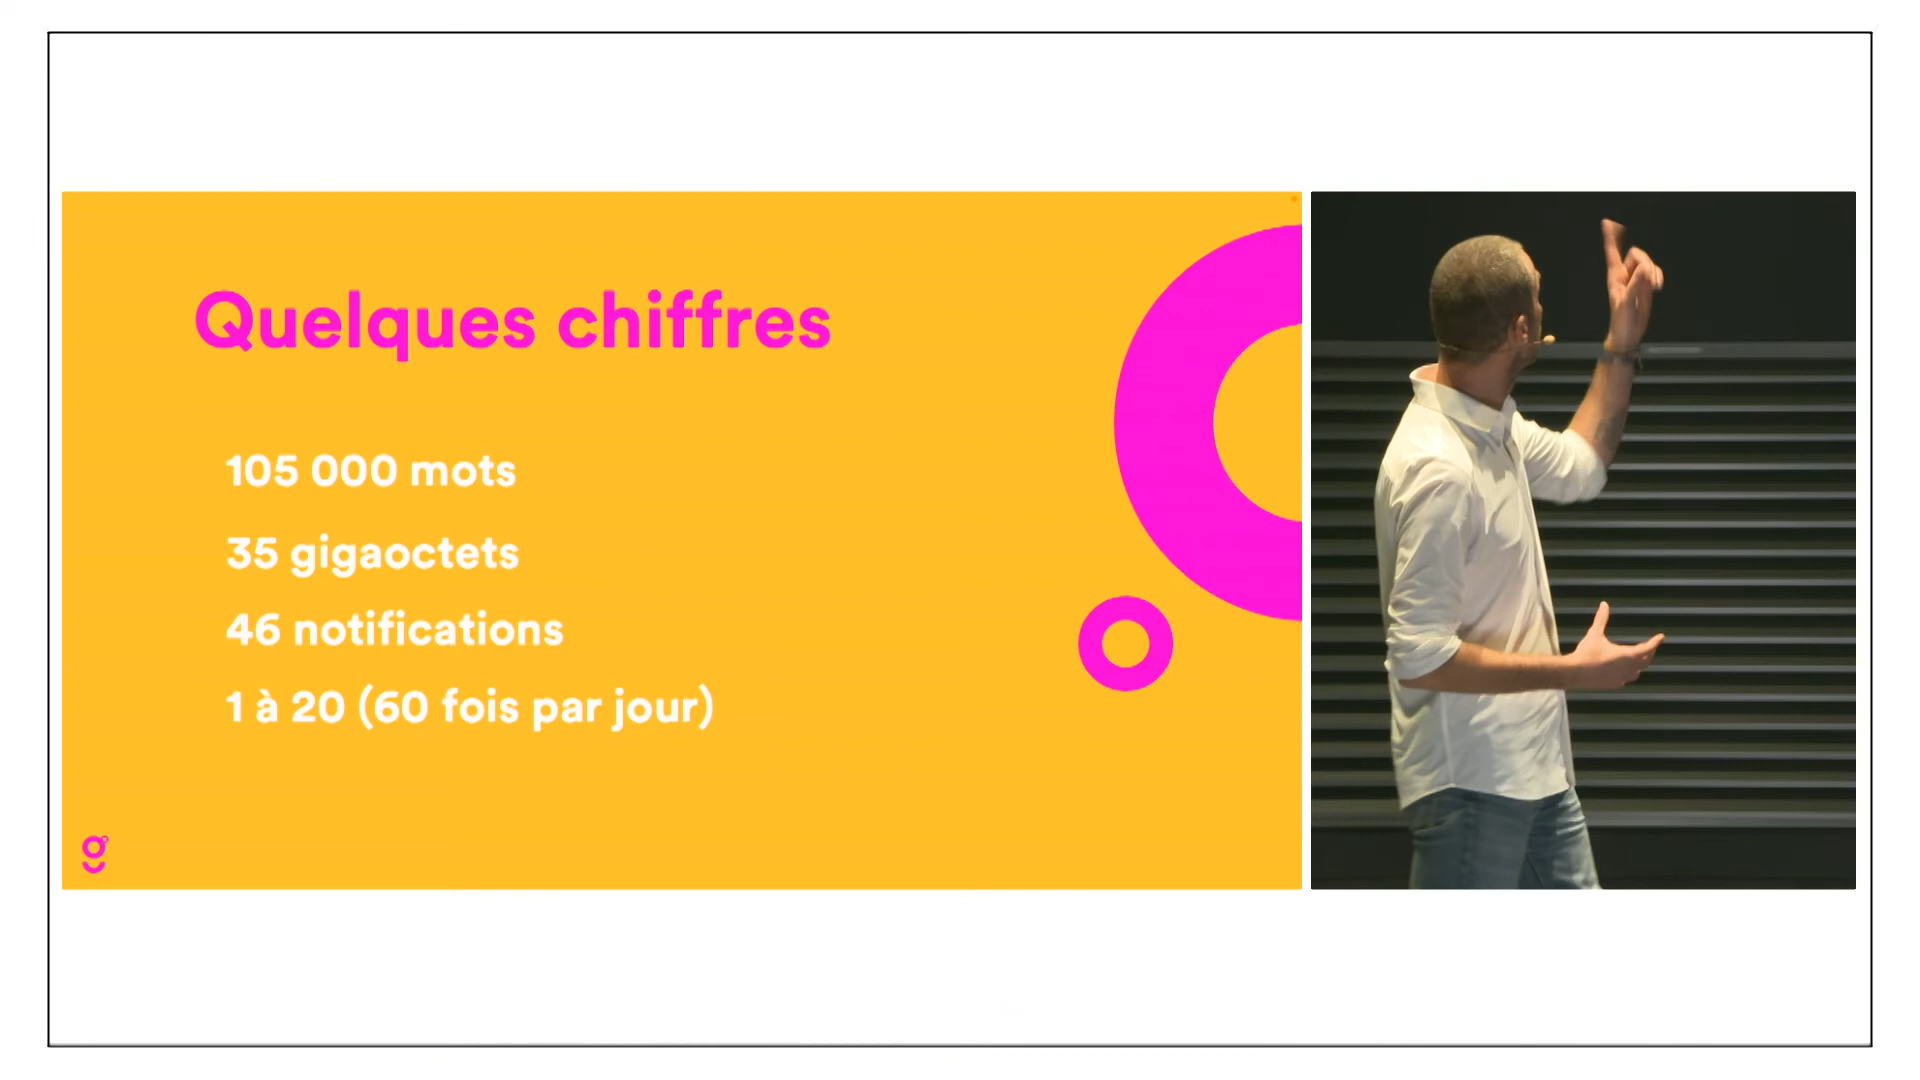 Quelques chiffres
105 000 mots
35 gigaoctets
46 notifications
1 à 20 (60 fois par jour)